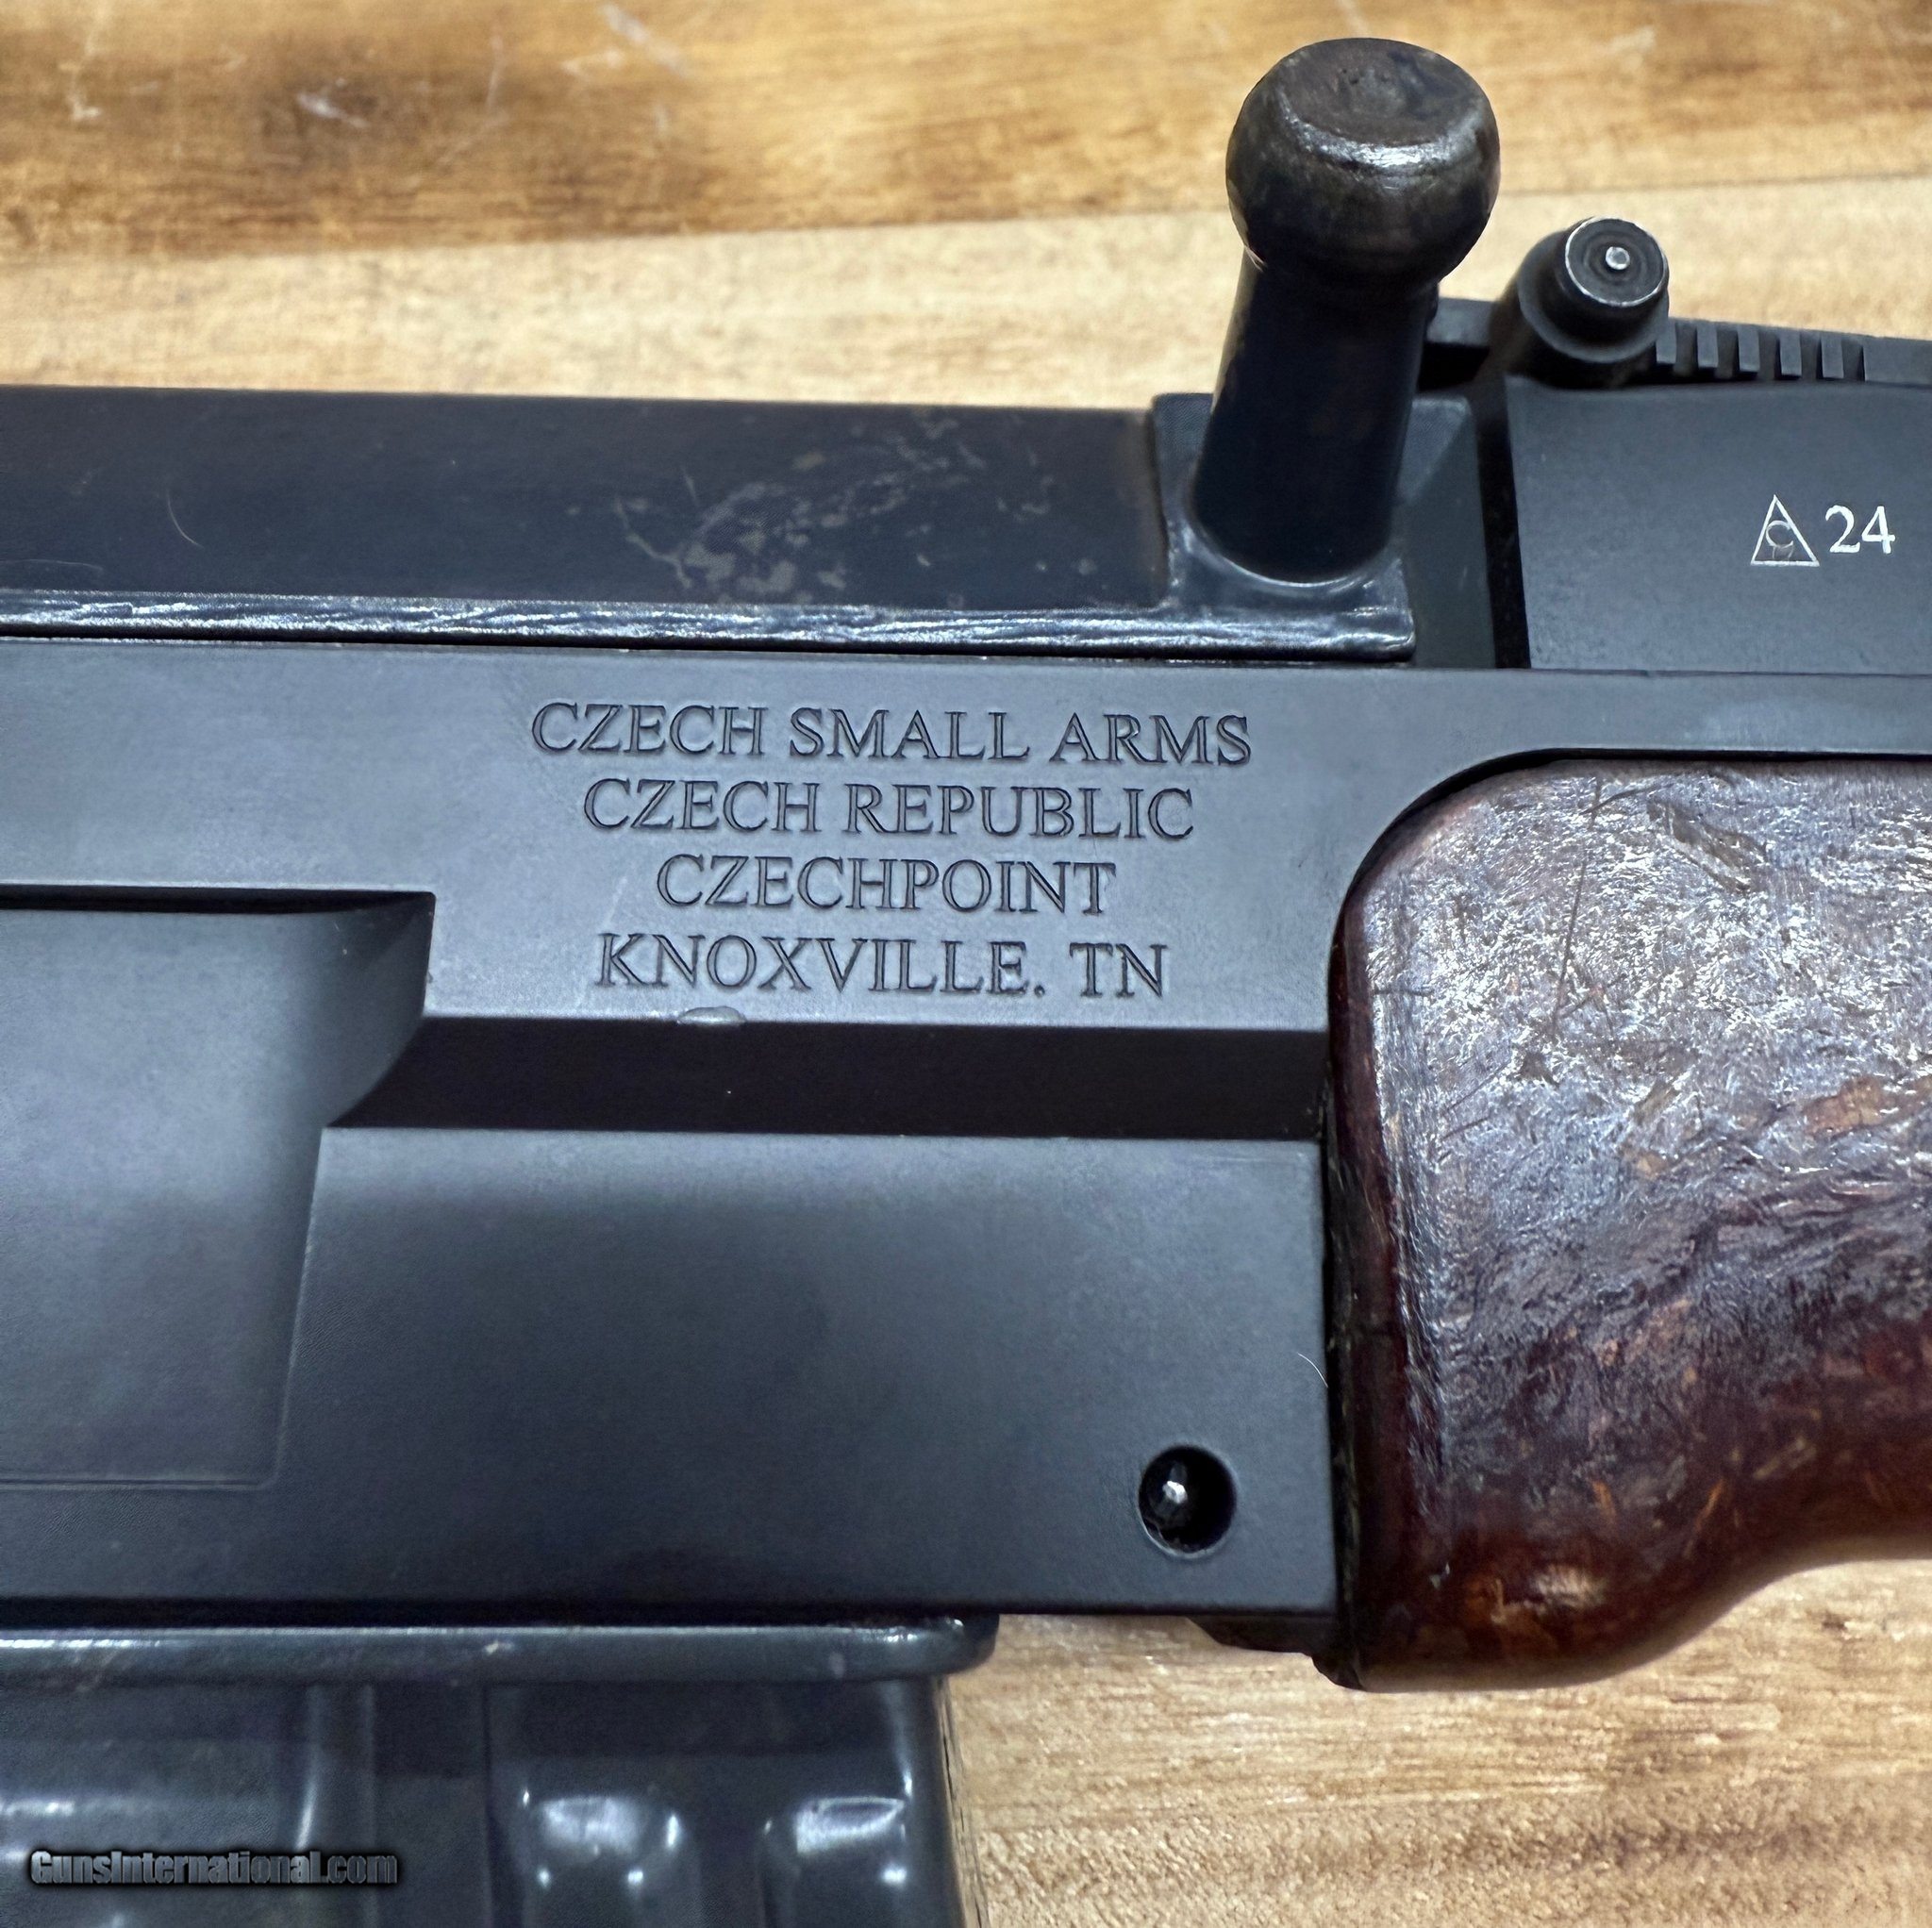 24
CZECH SMALL ARMS
CZECH REPUBLIC
CZECHPOINT
KNOXVILLE. TN
GunsInternational.com